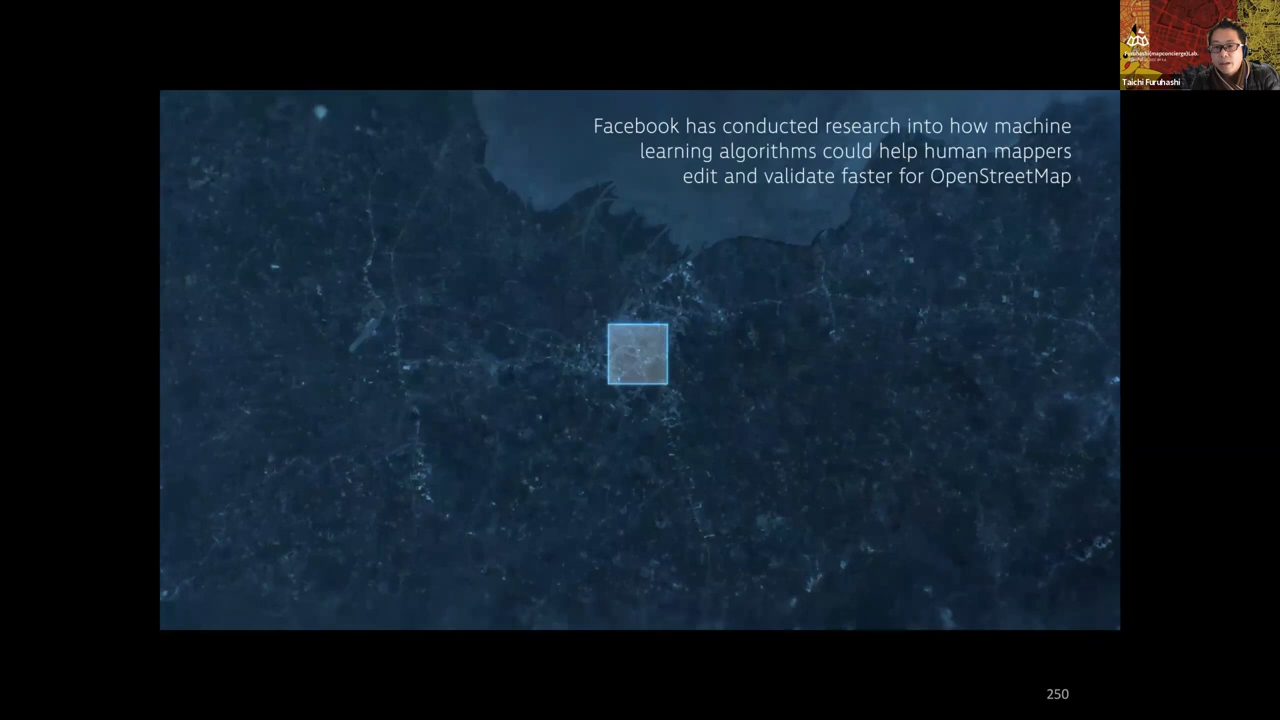 Facebook has conducted research into how machine
learning algorithms could help human mappers
edit and validate faster for OpenStreetMap
Taichi Furuhashi
250